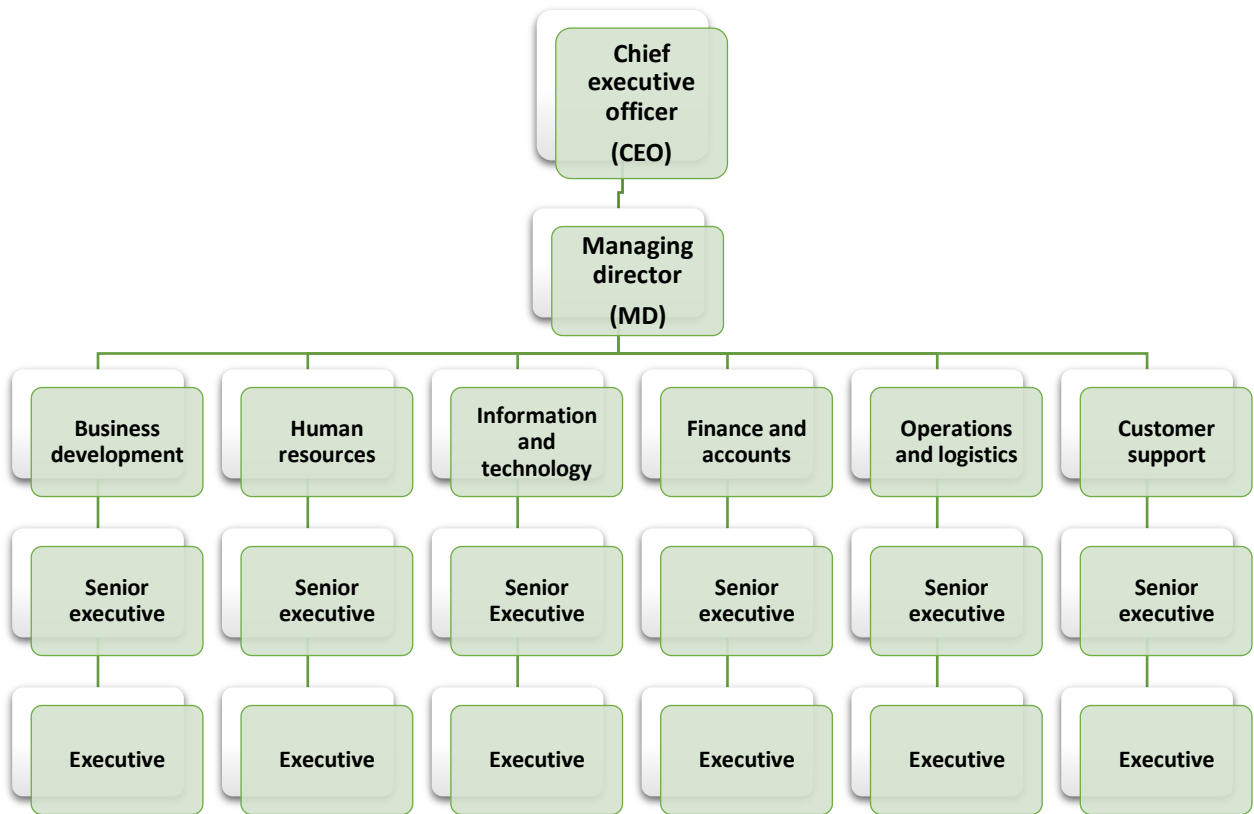 Chief
executive
officer
(CEO)
Managing
director
(MD)
Business
development
Human
resources
Information
and
technology
Finance and
accounts
Operations
and logistics
Customer
support
Senior
executive
Senior
executive
Senior
Executive
Senior
executive
Senior
executive
Senior
executive
Executive
Executive
Executive
Executive
Executive
Executive